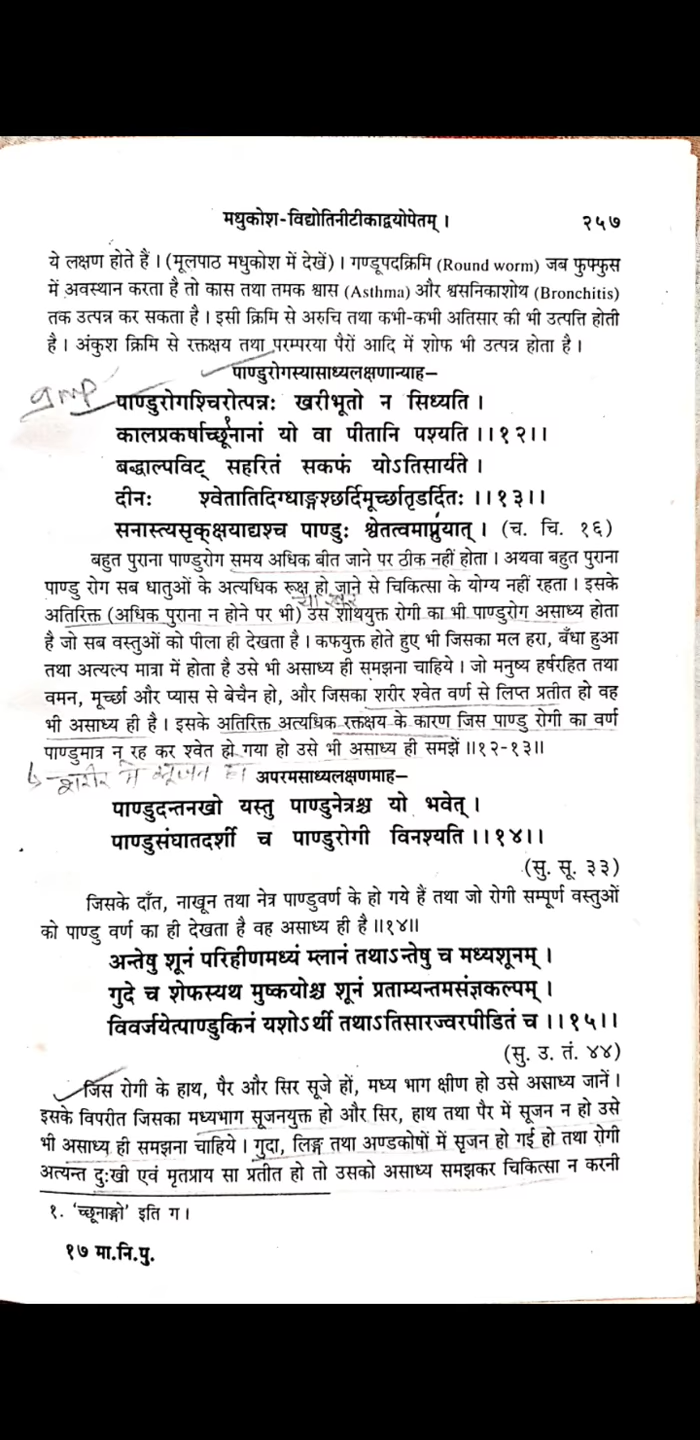 मधुकोश-विद्योतिनीटीकाद्वयोपेतम् । २५७
ये लक्षण होते हैं । (मूलपाठ मधुकोश में देखें) । गण्डूपदक्रिमि (Round worm) जब फुफ्फुस
में अवस्थान करता है तो कास तथा तमक श्वास (Asthma) और श्वसनिकाशोथ (Bronchitis)
तक उत्पन्न कर सकता है । इसी क्रिमि से अरुचि तथा कभी-कभी अतिसार की भी उत्पत्ति होती
है । अंकुश क्रिमि से रक्तक्षय तथा परम्परया पैरों आदि में शोफ भी उत्पन्न होता है ।
पाण्डुरोगस्यासाध्यलक्षणान्याह–
gmp
पाण्डुरोगश्चिरोत्पन्नः खरीभूतो न सिध्यति ।
कालप्रकर्षाच्छूनानां यो वा पीतानि पश्यति ।।१२।।
बद्धाल्पविट् सहरितं सकफं योऽतिसार्यते ।
दीनः श्वेतातिदिग्धाङ्गश्छर्दिमूर्च्छातृडर्दितः ।।१३।।
सनास्त्यसृक्क्षयाद्यश्च पाण्डुः श्वेतत्वमाप्नुयात् । (च. चि. १६)
बहुत पुराना पाण्डुरोग समय अधिक बीत जाने पर ठीक नहीं होता । अथवा बहुत पुराना
पाण्डु रोग सब धातुओं के अत्यधिक रूक्ष हो जाने से चिकित्सा के योग्य नहीं रहता । इसके
या खर
अतिरिक्त (अधिक पुराना न होने पर भी) उस शोथयुक्त रोगी का भी पाण्डुरोग असाध्य होता
है जो सब वस्तुओं को पीला ही देखता है । कफयुक्त होते हुए भी जिसका मल हरा, बँधा हुआ
तथा अत्यल्प मात्रा में होता है उसे भी असाध्य ही समझना चाहिये । जो मनुष्य हर्षरहित तथा
वमन, मूर्च्छा और प्यास से बेचैन हो, और जिसका शरीर श्वेत वर्ण से लिप्त प्रतीत हो वह
भी असाध्य ही है । इसके अतिरिक्त अत्यधिक रक्तक्षय के कारण जिस पाण्डु रोगी का वर्ण
पाण्डुमात्र न रह कर श्वेत हो गया हो उसे भी असाध्य ही समझें ॥१२-१३॥
शरीर में सूजन हो
अपरमसाध्यलक्षणमाह–
पाण्डुदन्तनखो यस्तु पाण्डुनेत्रश्च यो भवेत् ।
पाण्डुसंघातदर्शी च पाण्डुरोगी विनश्यति ।।१४।।
(सु. सू. ३३)
जिसके दाँत, नाखून तथा नेत्र पाण्डुवर्ण के हो गये हैं तथा जो रोगी सम्पूर्ण वस्तुओं
को पाण्डु वर्ण का ही देखता है वह असाध्य ही है ॥१४॥
अन्तेषु शूनं परिहीणमध्यं म्लानं तथाऽन्तेषु च मध्यशूनम् ।
गुदे च शेफस्यथ मुष्कयोश्च शूनं प्रताम्यन्तमसंज्ञकल्पम् ।
विवर्जयेत्पाण्डुकिनं यशोऽर्थी तथाऽतिसारज्वरपीडितं च ।।१५।।
(सु. उ. तं. ४४)
जिस रोगी के हाथ, पैर और सिर सूजे हों, मध्य भाग क्षीण हो उसे असाध्य जानें ।
इसके विपरीत जिसका मध्यभाग सूजनयुक्त हो और सिर, हाथ तथा पैर में सूजन न हो उसे
भी असाध्य ही समझना चाहिये । गुदा, लिङ्ग तथा अण्डकोषों में सृजन हो गई हो तथा रोगी
अत्यन्त दुःखी एवं मृतप्राय सा प्रतीत हो तो उसको असाध्य समझकर चिकित्सा न करनी
१. ‘च्छूनाङ्गो’ इति ग ।
१७ मा.नि.पु.